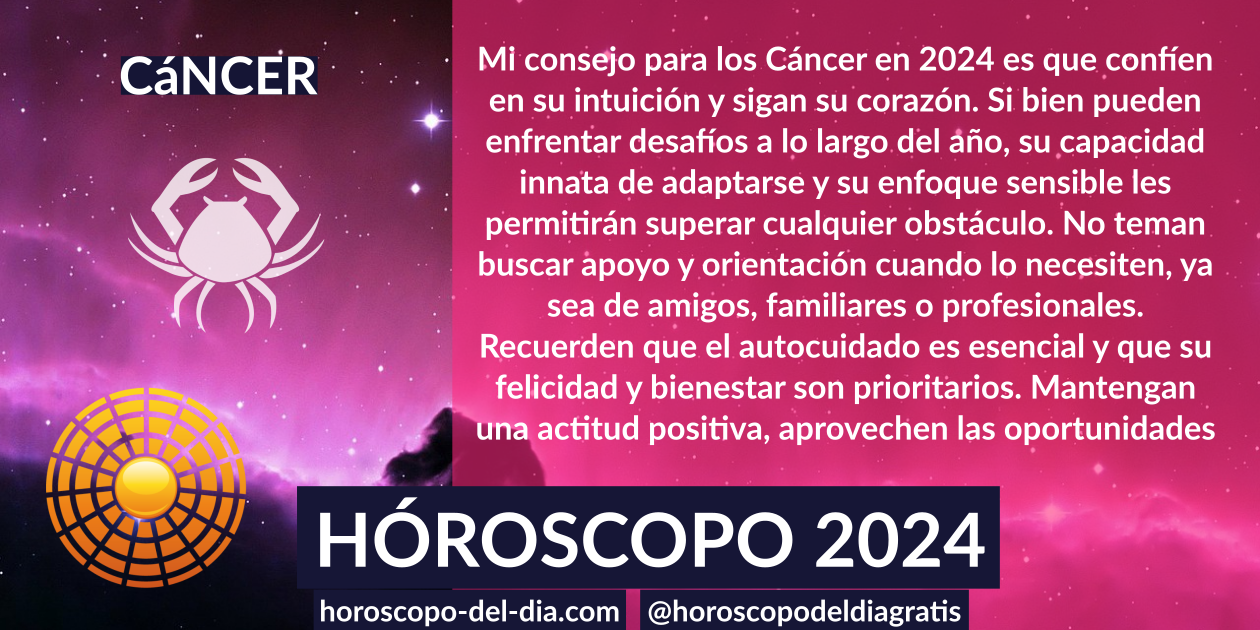 CáNCER
Mi consejo para los Cáncer en 2024 es que confíen
en su intuición y sigan su corazón. Si bien pueden
enfrentar desafíos a lo largo del año, su capacidad
innata de adaptarse y su enfoque sensible les
permitirán superar cualquier obstáculo. No teman
buscar apoyo y orientación cuando lo necesiten, ya
sea de amigos, familiares o profesionales.
Recuerden que el autocuidado es esencial y que su
felicidad y bienestar son prioritarios. Mantengan
una actitud positiva, aprovechen las oportunidades
HÓROSCOPO 2024
horoscopo-del-dia.com @horoscopodeldiagratis